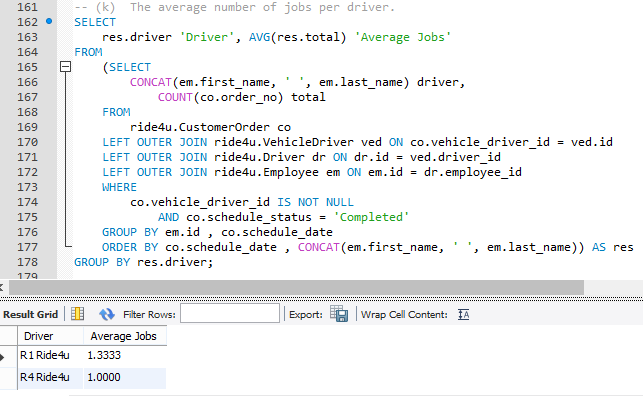 161 -- (k)  The average number of jobs per driver.
162 SELECT
163 res.driver 'Driver', AVG(res.total) 'Average Jobs'
164 FROM
165 (SELECT
166 CONCAT(em.first_name, ' ', em.last_name) driver,
167 COUNT(co.order_no) total
168 FROM
169 ride4u.CustomerOrder co
170 LEFT OUTER JOIN ride4u.VehicleDriver ved ON co.vehicle_driver_id = ved.id
171 LEFT OUTER JOIN ride4u.Driver dr ON dr.id = ved.driver_id
172 LEFT OUTER JOIN ride4u.Employee em ON em.id = dr.employee_id
173 WHERE
174 co.vehicle_driver_id IS NOT NULL
175 AND co.schedule_status = 'Completed'
176 GROUP BY em.id , co.schedule_date
177 ORDER BY co.schedule_date , CONCAT(em.first_name, ' ', em.last_name)) AS res
178 GROUP BY res.driver;
179
Result Grid Filter Rows: Export: Wrap Cell Content: IA
Driver Average Jobs
R1 Ride4u 1.3333
R4 Ride4u 1.0000